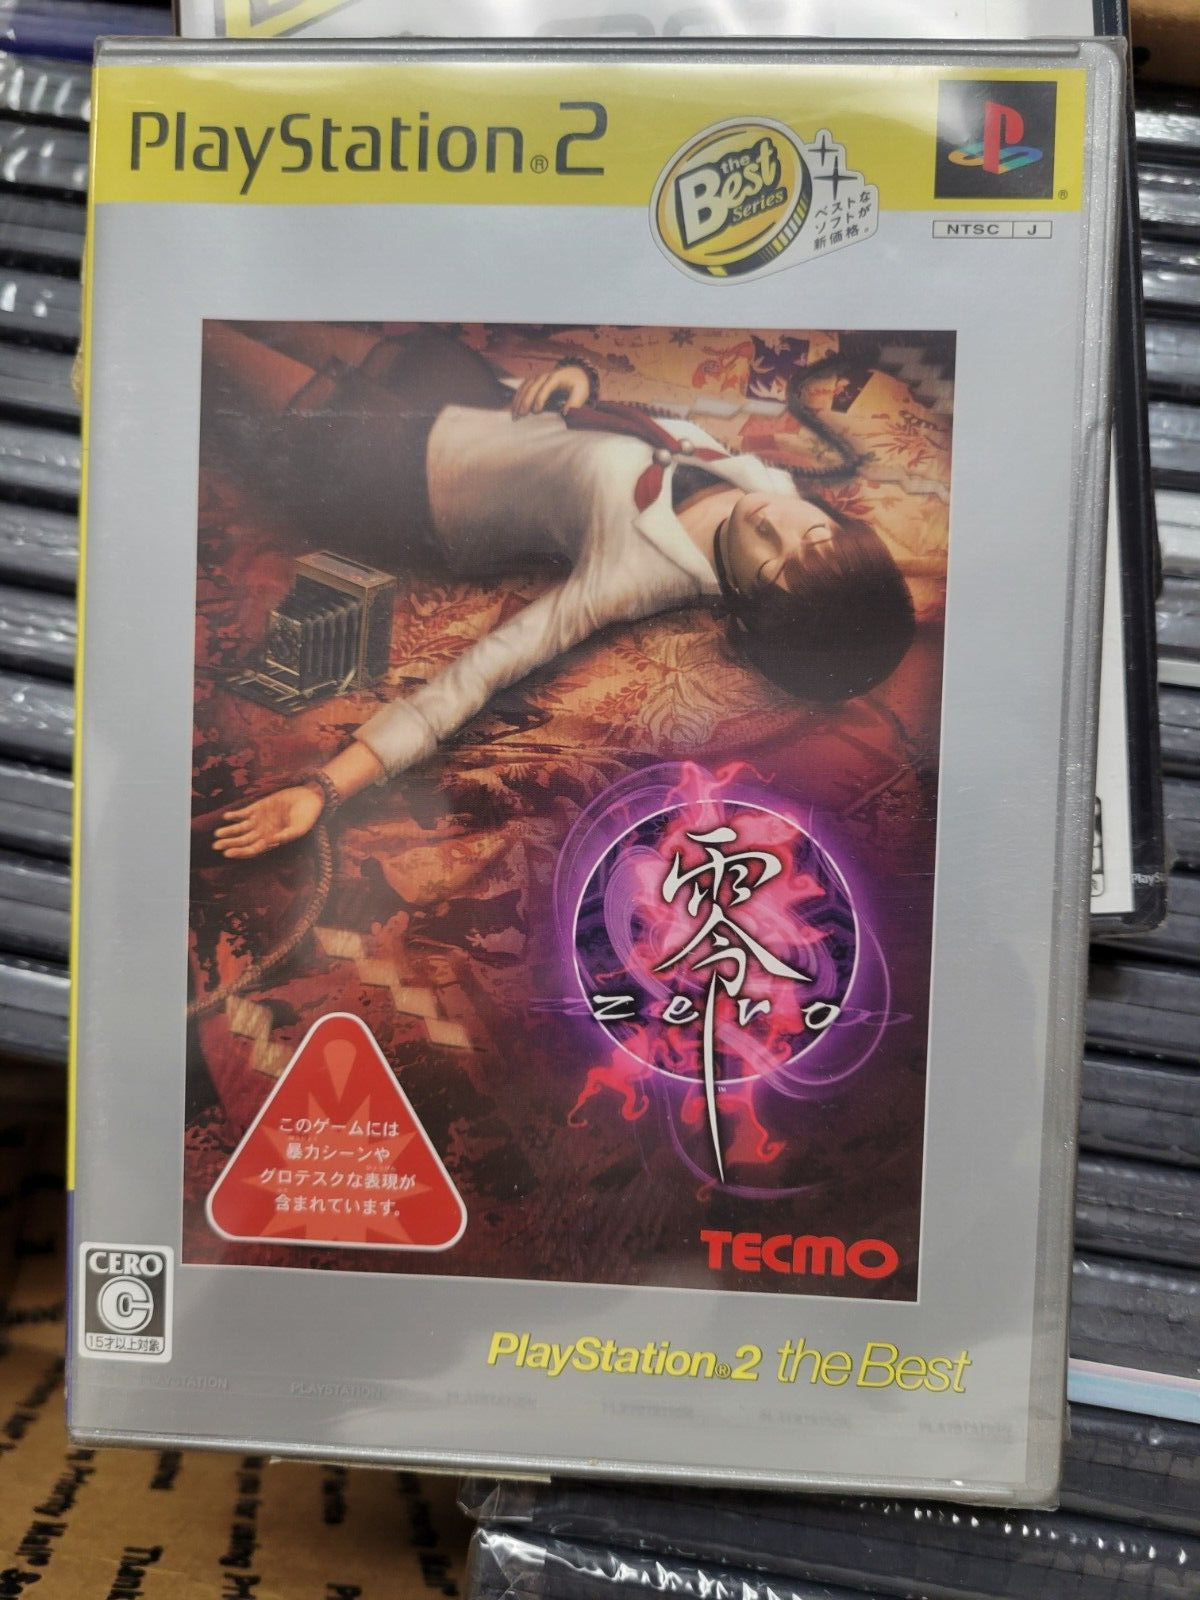 PlayStation®2
the
Best
Series
ベストな
ソフトが
新価格。
®
NTSC J
零
zero
TM
このゲームには
暴力シーンや
グロテスクな表現が
含まれています。
TECMO
CERO
C
15才以上対象
PlayStation®2 the Best
PLAYSTATION PLAYSTATION